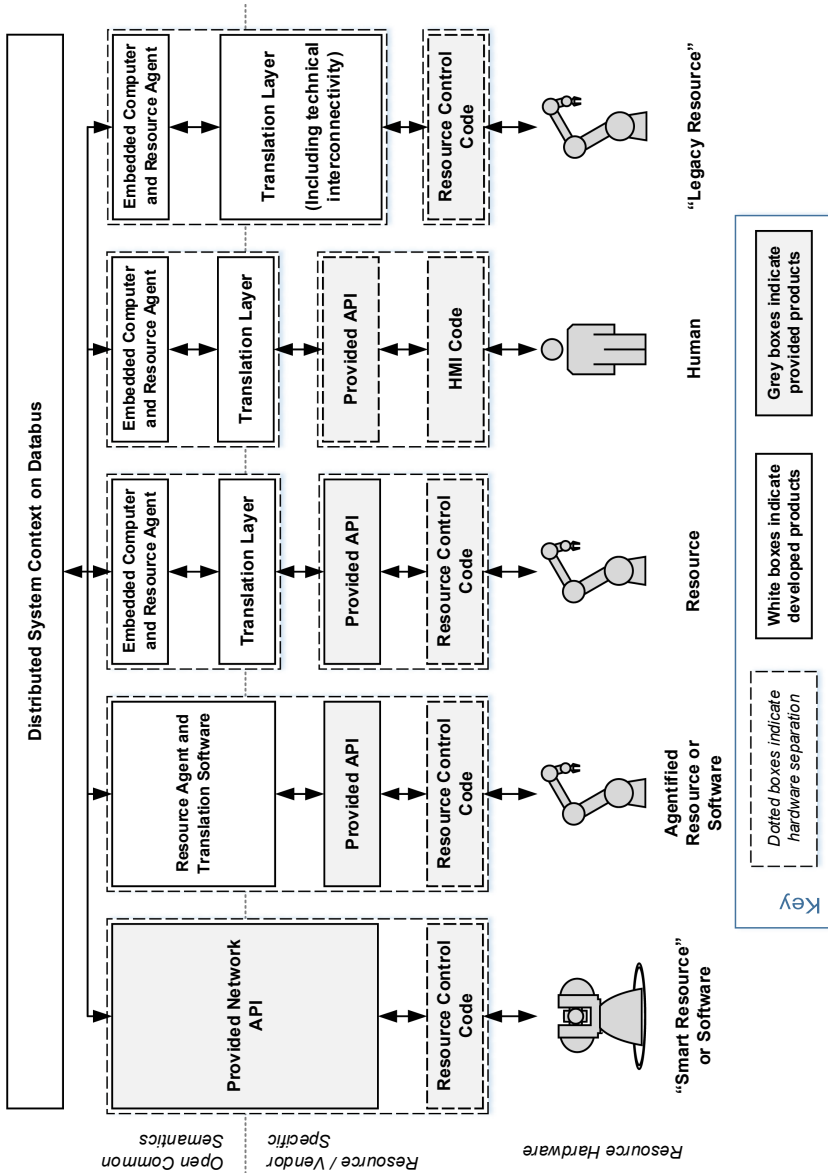 Distributed System Context on Databus
Open Common
Semantics
Resource / Vendor
Specific
Resource Hardware
Provided Network
API
Resource Control
Code
“Smart Resource”
or Software
Resource Agent and
Translation Software
Provided API
Resource Control
Code
Agentified
Resource or
Software
Embedded Computer
and Resource Agent
Translation Layer
Provided API
Resource Control
Code
Resource
Embedded Computer
and Resource Agent
Translation Layer
Provided API
HMI Code
Human
Embedded Computer
and Resource Agent
Translation Layer
(Including technical
interconnectivity)
Resource Control
Code
“Legacy Resource”
Key
Dotted boxes indicate
hardware separation
White boxes indicate
developed products
Grey boxes indicate
provided products